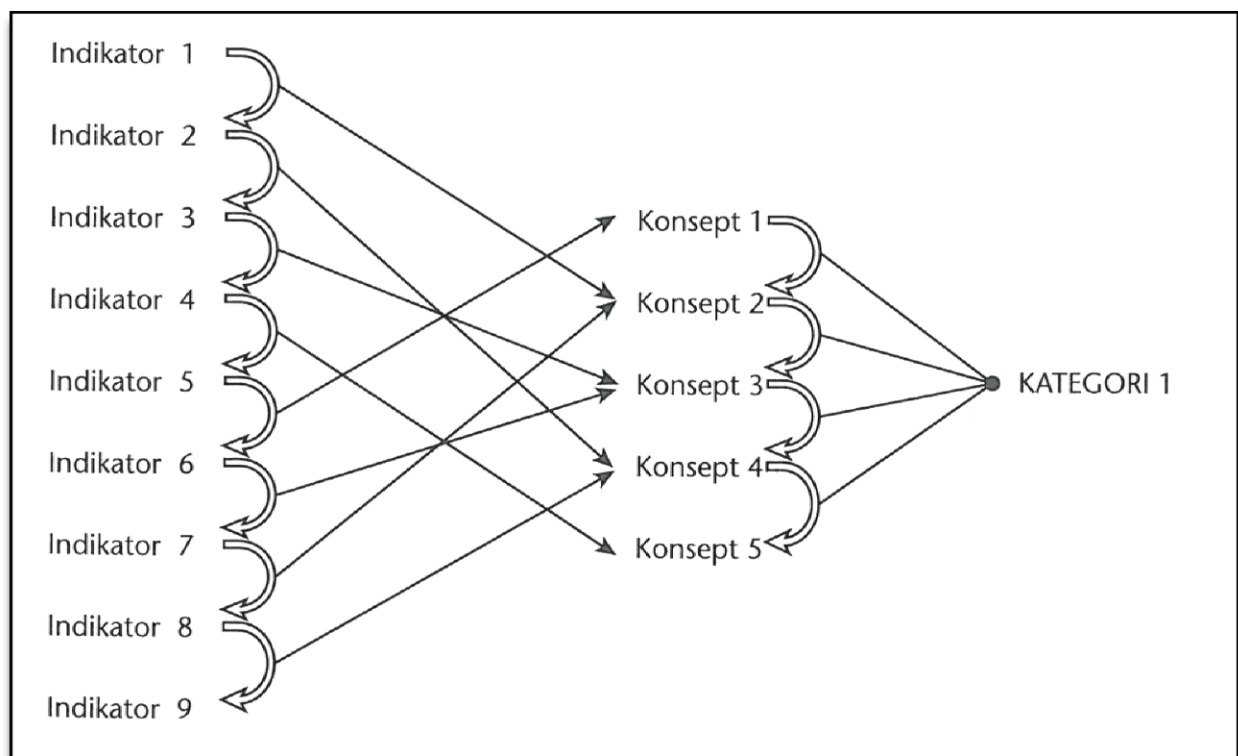 Indikator 1
Indikator 2
Indikator 3
Indikator 4
Indikator 5
Indikator 6
Indikator 7
Indikator 8
Indikator 9
Konsept 1
Konsept 2
Konsept 3
Konsept 4
Konsept 5
KATEGORI 1